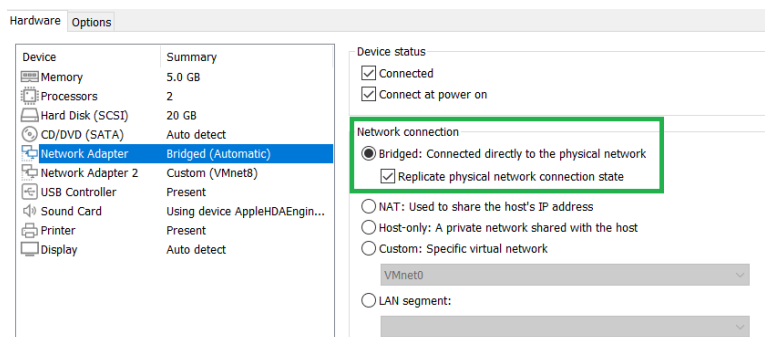 Hardware Options
Device Summary
Memory 5.0 GB
Processors 2
Hard Disk (SCSI) 20 GB
CD/DVD (SATA) Auto detect
Network Adapter Bridged (Automatic)
Network Adapter 2 Custom (VMnet8)
USB Controller Present
Sound Card Using device AppleHDAEngin...
Printer Present
Display Auto detect
Device status
Connected
Connect at power on
Network connection
Bridged: Connected directly to the physical network
Replicate physical network connection state
NAT: Used to share the host's IP address
Host-only: A private network shared with the host
Custom: Specific virtual network
VMnet0
LAN segment: